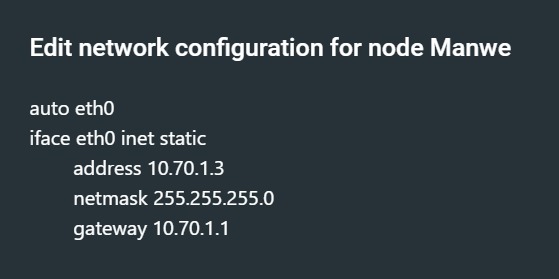 Edit network configuration for node Manwe
auto eth0
iface eth0 inet static
address 10.70.1.3
netmask 255.255.255.0
gateway 10.70.1.1